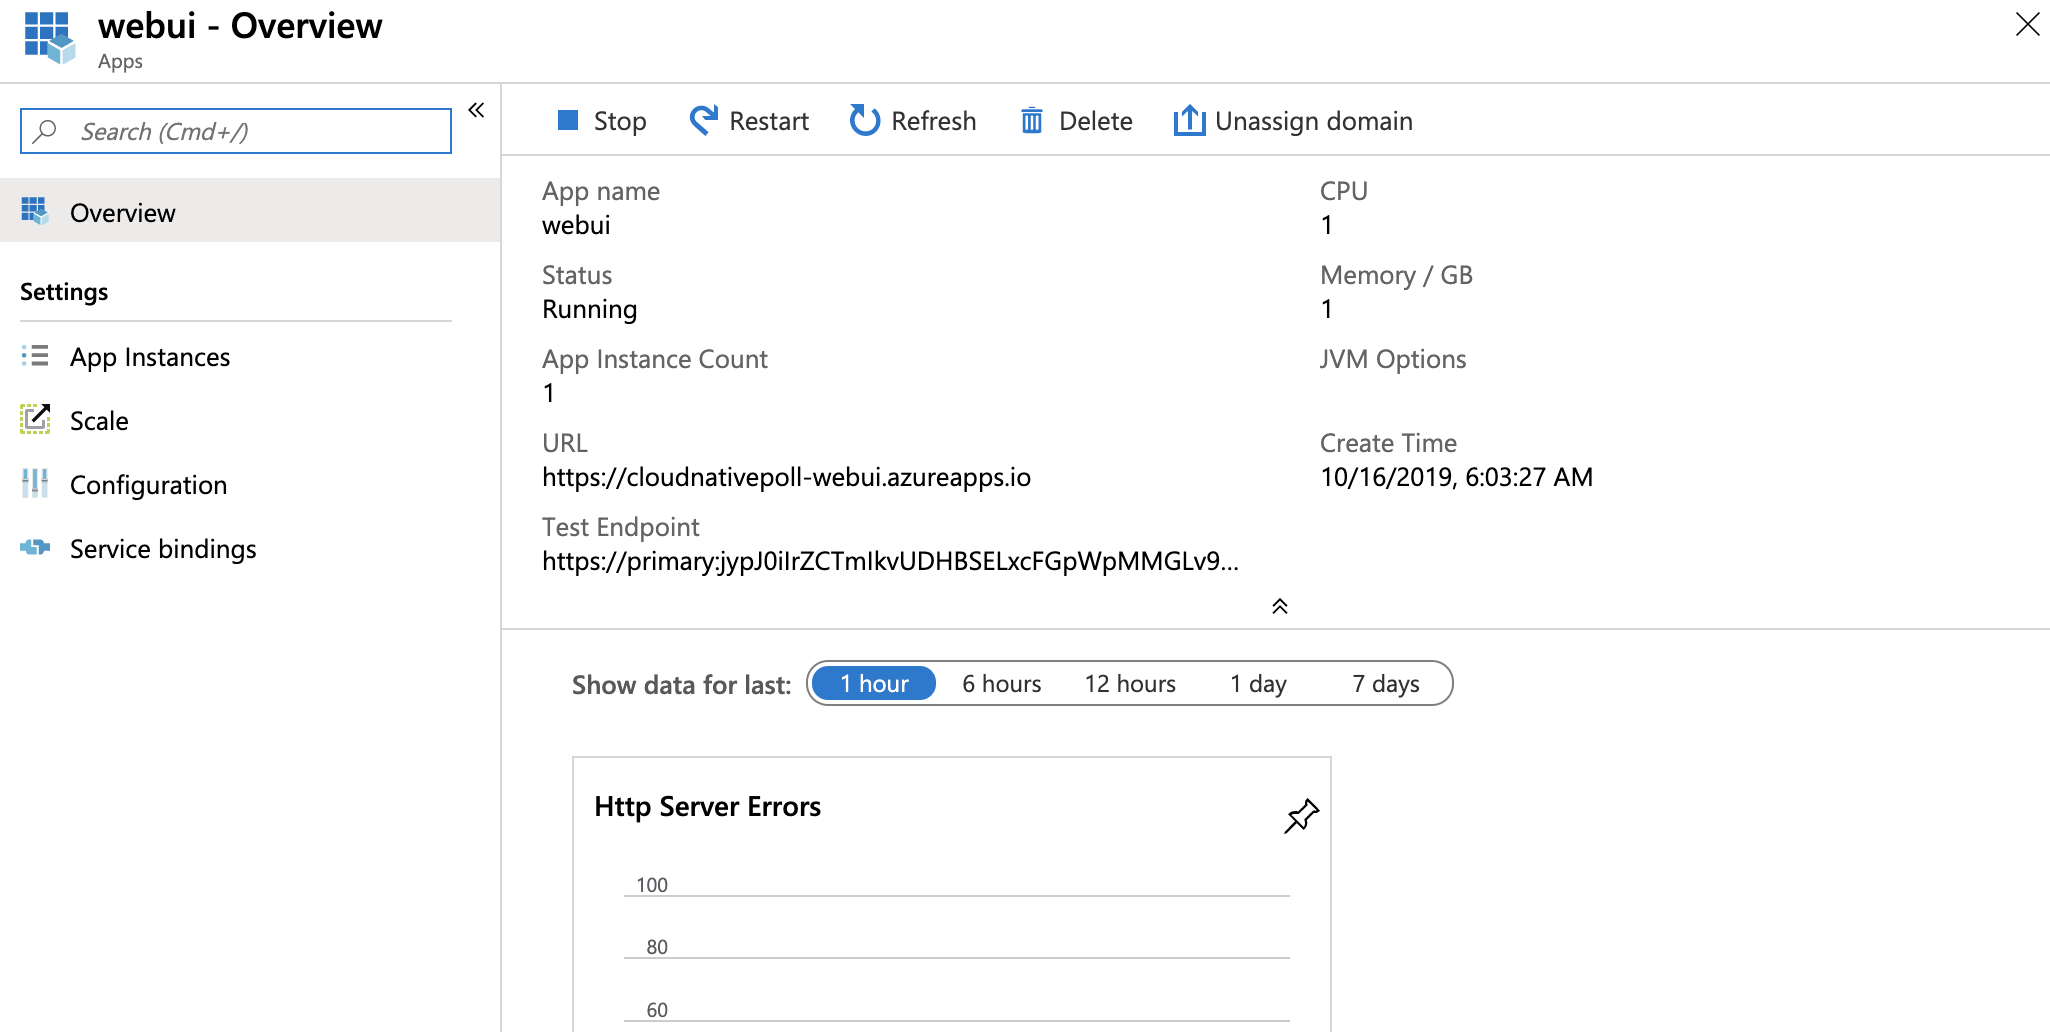 webui - Overview
Apps
Search (Cmd+/)
Overview
Settings
App Instances
Scale
Configuration
Service bindings
Stop Restart Refresh Delete Unassign domain
App name
webui
Status
Running
App Instance Count
1
URL
https://cloudnativepoll-webui.azureapps.io
Test Endpoint
https://primary:jypJ0iIrZCTmIkvUDHBSELxcFGpWpMMGLv9...
CPU
1
Memory / GB
1
JVM Options
Create Time
10/16/2019, 6:03:27 AM
Show data for last: 1 hour 6 hours 12 hours 1 day 7 days
Http Server Errors
100
80
60